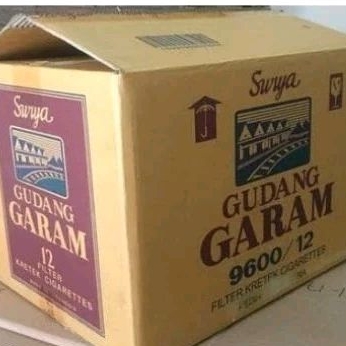 Surya
GUDANG
GARAM
12
FILTER
KRETEK CIGARETTES
Surya
GUDANG
GARAM
9600/12
FILTER KRETEK CIGARETTES